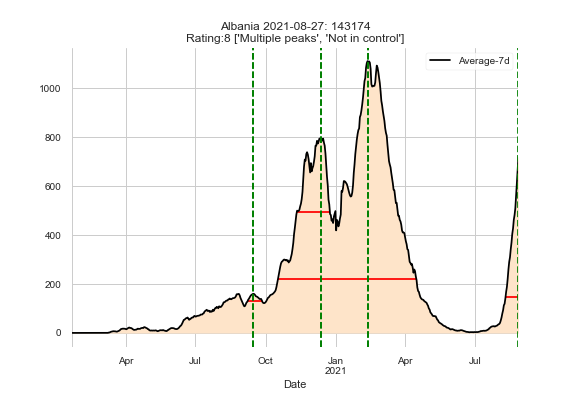 Albania 2021-08-27: 143174
Rating:8 ['Multiple peaks', 'Not in control']
Average-7d
1000
800
600
400
200
0
Apr Jul Oct Jan Apr Jul
2021
Date